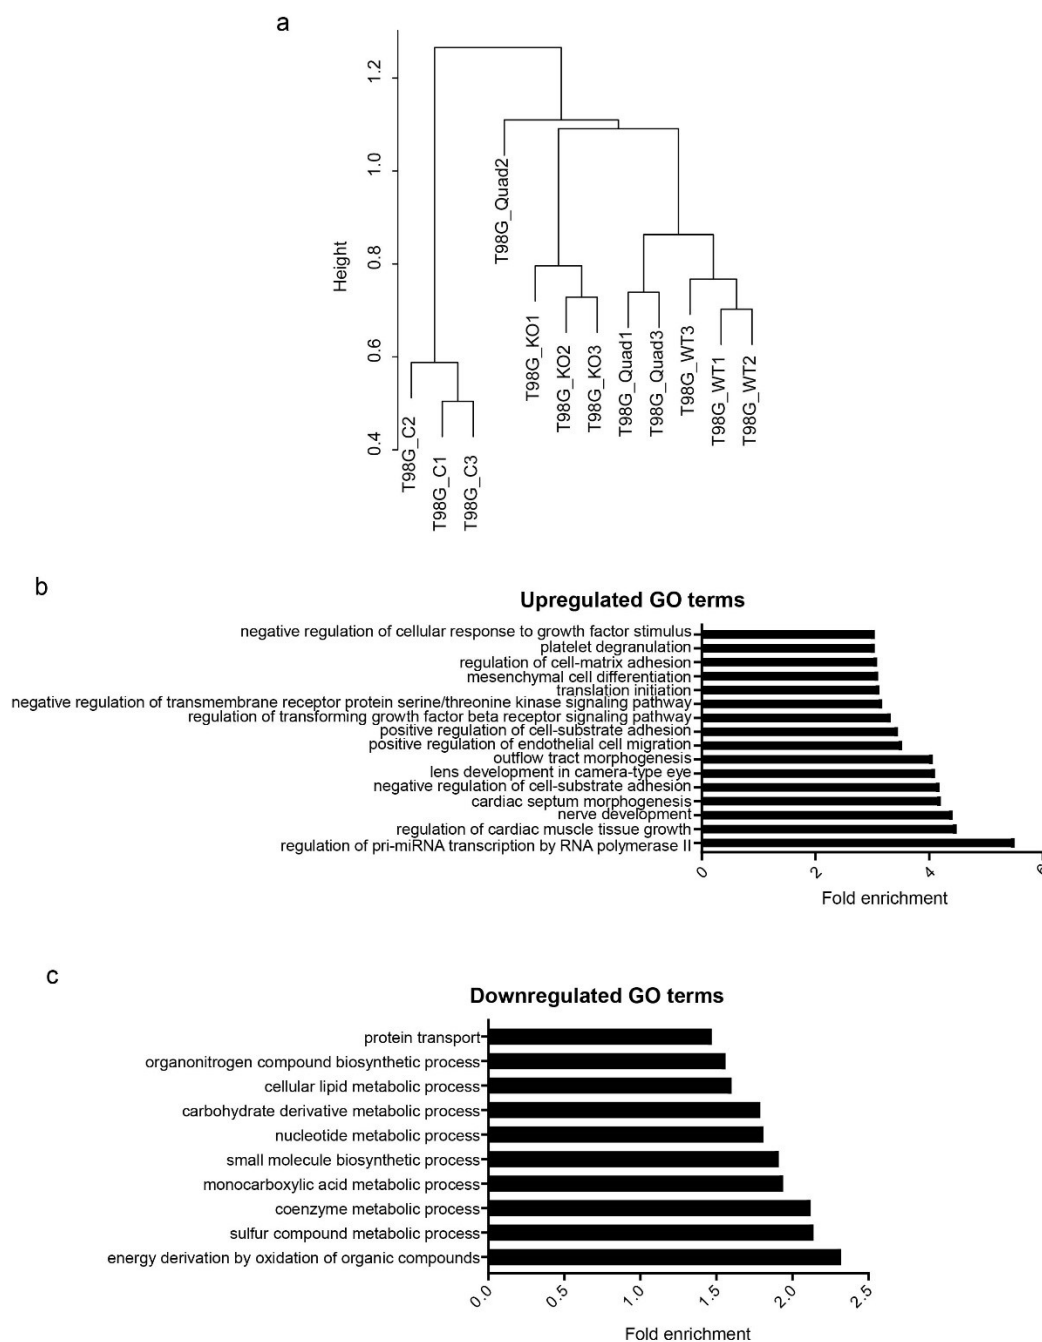 a
Height
1.2
1.0
0.8
0.6
0.4
T98G_C2
T98G_C1
T98G_C3
T98G_Quad2
T98G_KO1
T98G_KO2
T98G_KO3
T98G_Quad1
T98G_Quad3
T98G_WT3
T98G_WT1
T98G_WT2
b
Upregulated GO terms
negative regulation of cellular response to growth factor stimulus
platelet degranulation
regulation of cell-matrix adhesion
mesenchymal cell differentiation
translation initiation
negative regulation of transmembrane receptor protein serine/threonine kinase signaling pathway
regulation of transforming growth factor beta receptor signaling pathway
positive regulation of cell-substrate adhesion
positive regulation of endothelial cell migration
outflow tract morphogenesis
lens development in camera-type eye
negative regulation of cell-substrate adhesion
cardiac septum morphogenesis
nerve development
regulation of cardiac muscle tissue growth
regulation of pri-miRNA transcription by RNA polymerase II
0 2 4 6
Fold enrichment
c
Downregulated GO terms
protein transport
organonitrogen compound biosynthetic process
cellular lipid metabolic process
carbohydrate derivative metabolic process
nucleotide metabolic process
small molecule biosynthetic process
monocarboxylic acid metabolic process
coenzyme metabolic process
sulfur compound metabolic process
energy derivation by oxidation of organic compounds
0.0 0.5 1.0 1.5 2.0 2.5
Fold enrichment